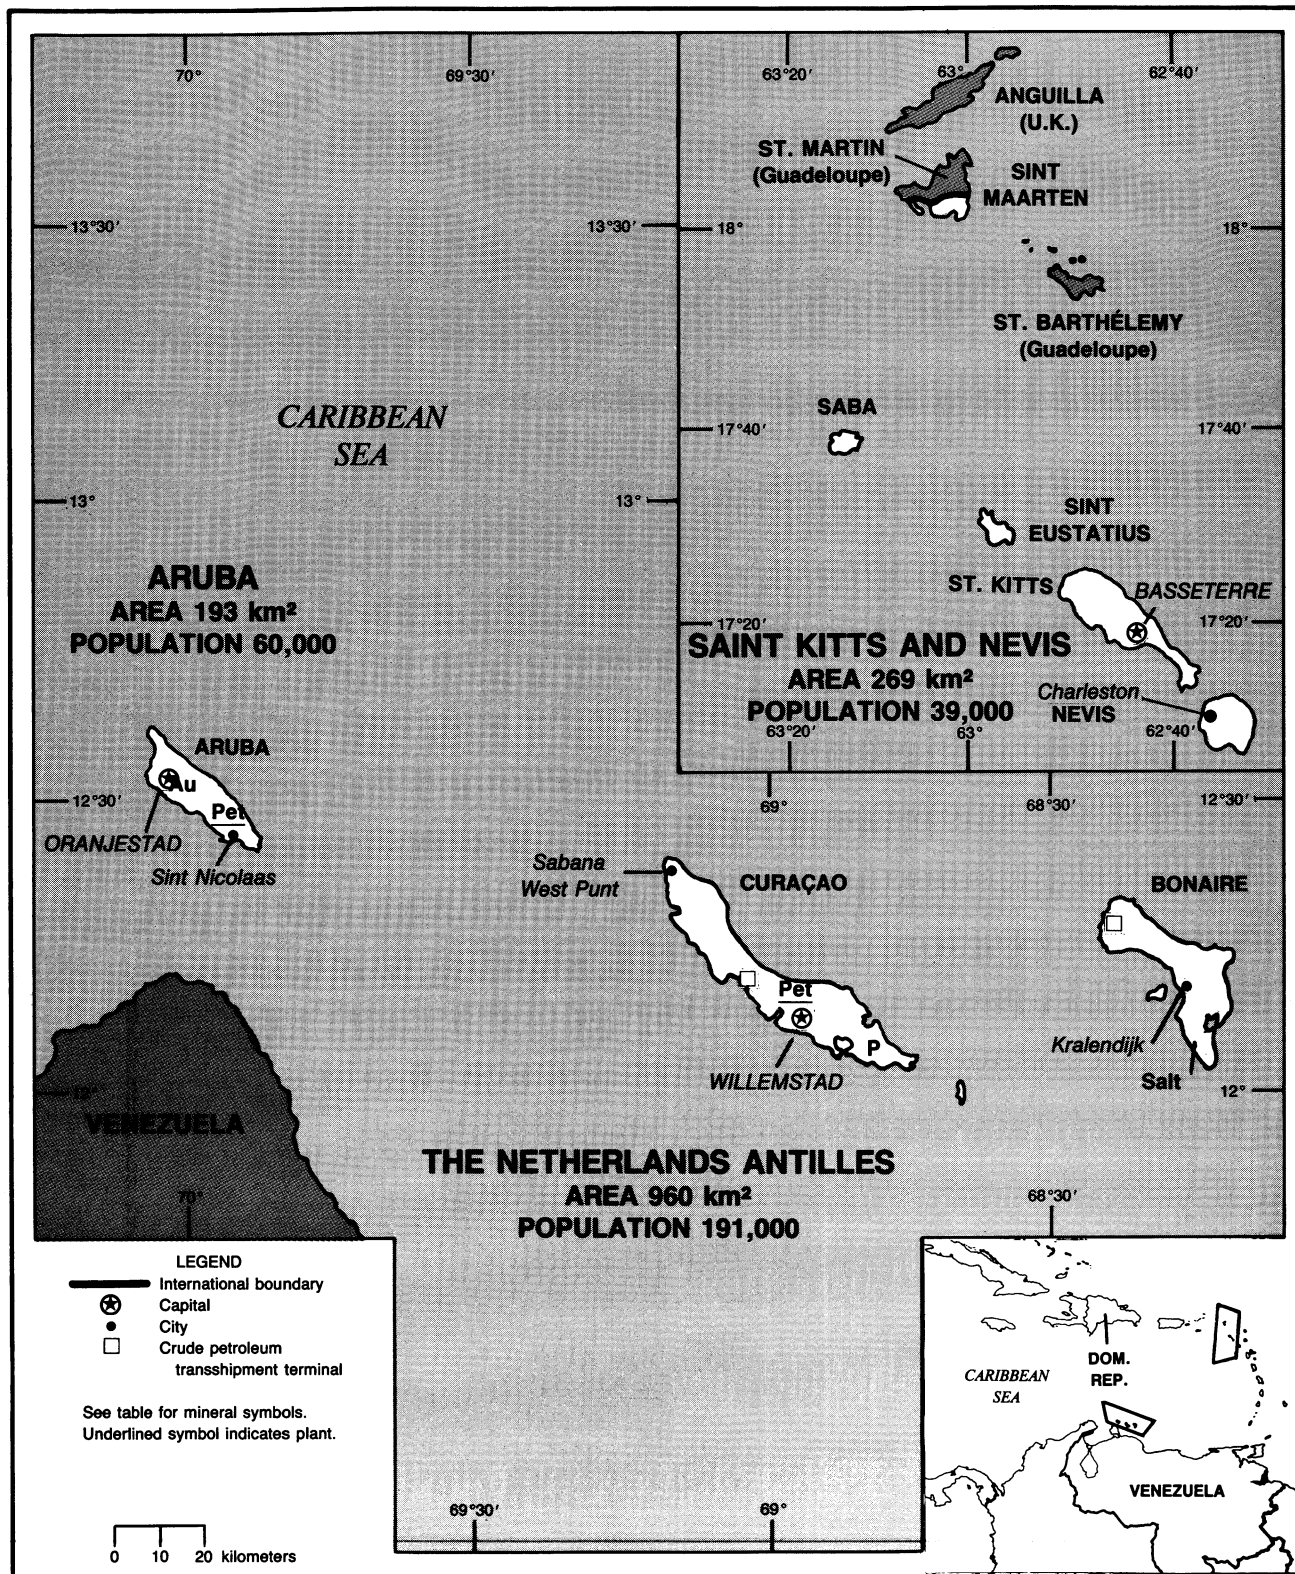 70°
69°30′
63°20′
63°
62°40′
ANGUILLA
(U.K.)
ST. MARTIN
(Guadeloupe)
SINT
MAARTEN
13°30′
13°30′
18°
18°
ST. BARTHÉLEMY
(Guadeloupe)
CARIBBEAN
SEA
SABA
17°40′
17°40′
13°
13°
SINT
EUSTATIUS
ARUBA
AREA 193 km²
POPULATION 60,000
ST. KITTS
BASSETERRE
17°20′
17°20′
SAINT KITTS AND NEVIS
AREA 269 km²
POPULATION 39,000
Charleston
NEVIS
63°20′
63°
62°40′
ARUBA
Au
Pet
12°30′
ORANJESTAD
Sint Nicolaas
69°
68°30′
12°30′
Sabana
West Punt
CURAÇAO
BONAIRE
Pet
P
WILLEMSTAD
Kralendijk
Salt
12°
12°
VENEZUELA
70°
THE NETHERLANDS ANTILLES
AREA 960 km²
POPULATION 191,000
68°30′
LEGEND
International boundary
Capital
City
Crude petroleum
transshipment terminal
See table for mineral symbols.
Underlined symbol indicates plant.
0 10 20 kilometers
69°30′
69°
DOM.
REP.
CARIBBEAN
SEA
VENEZUELA